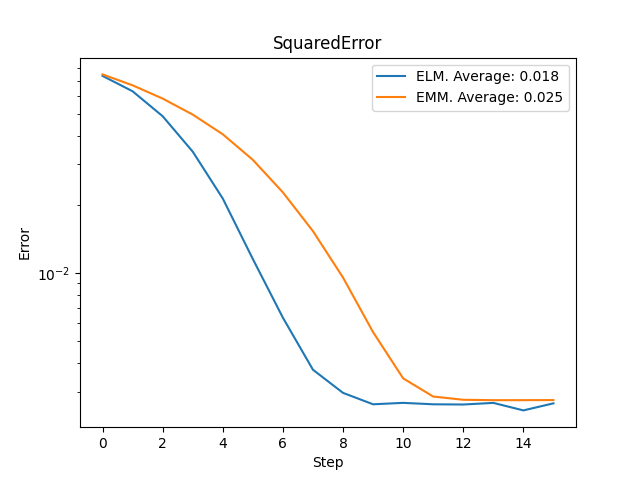 SquaredError
ELM. Average: 0.018
EMM. Average: 0.025
Error
10⁻²
0 2 4 6 8 10 12 14
Step